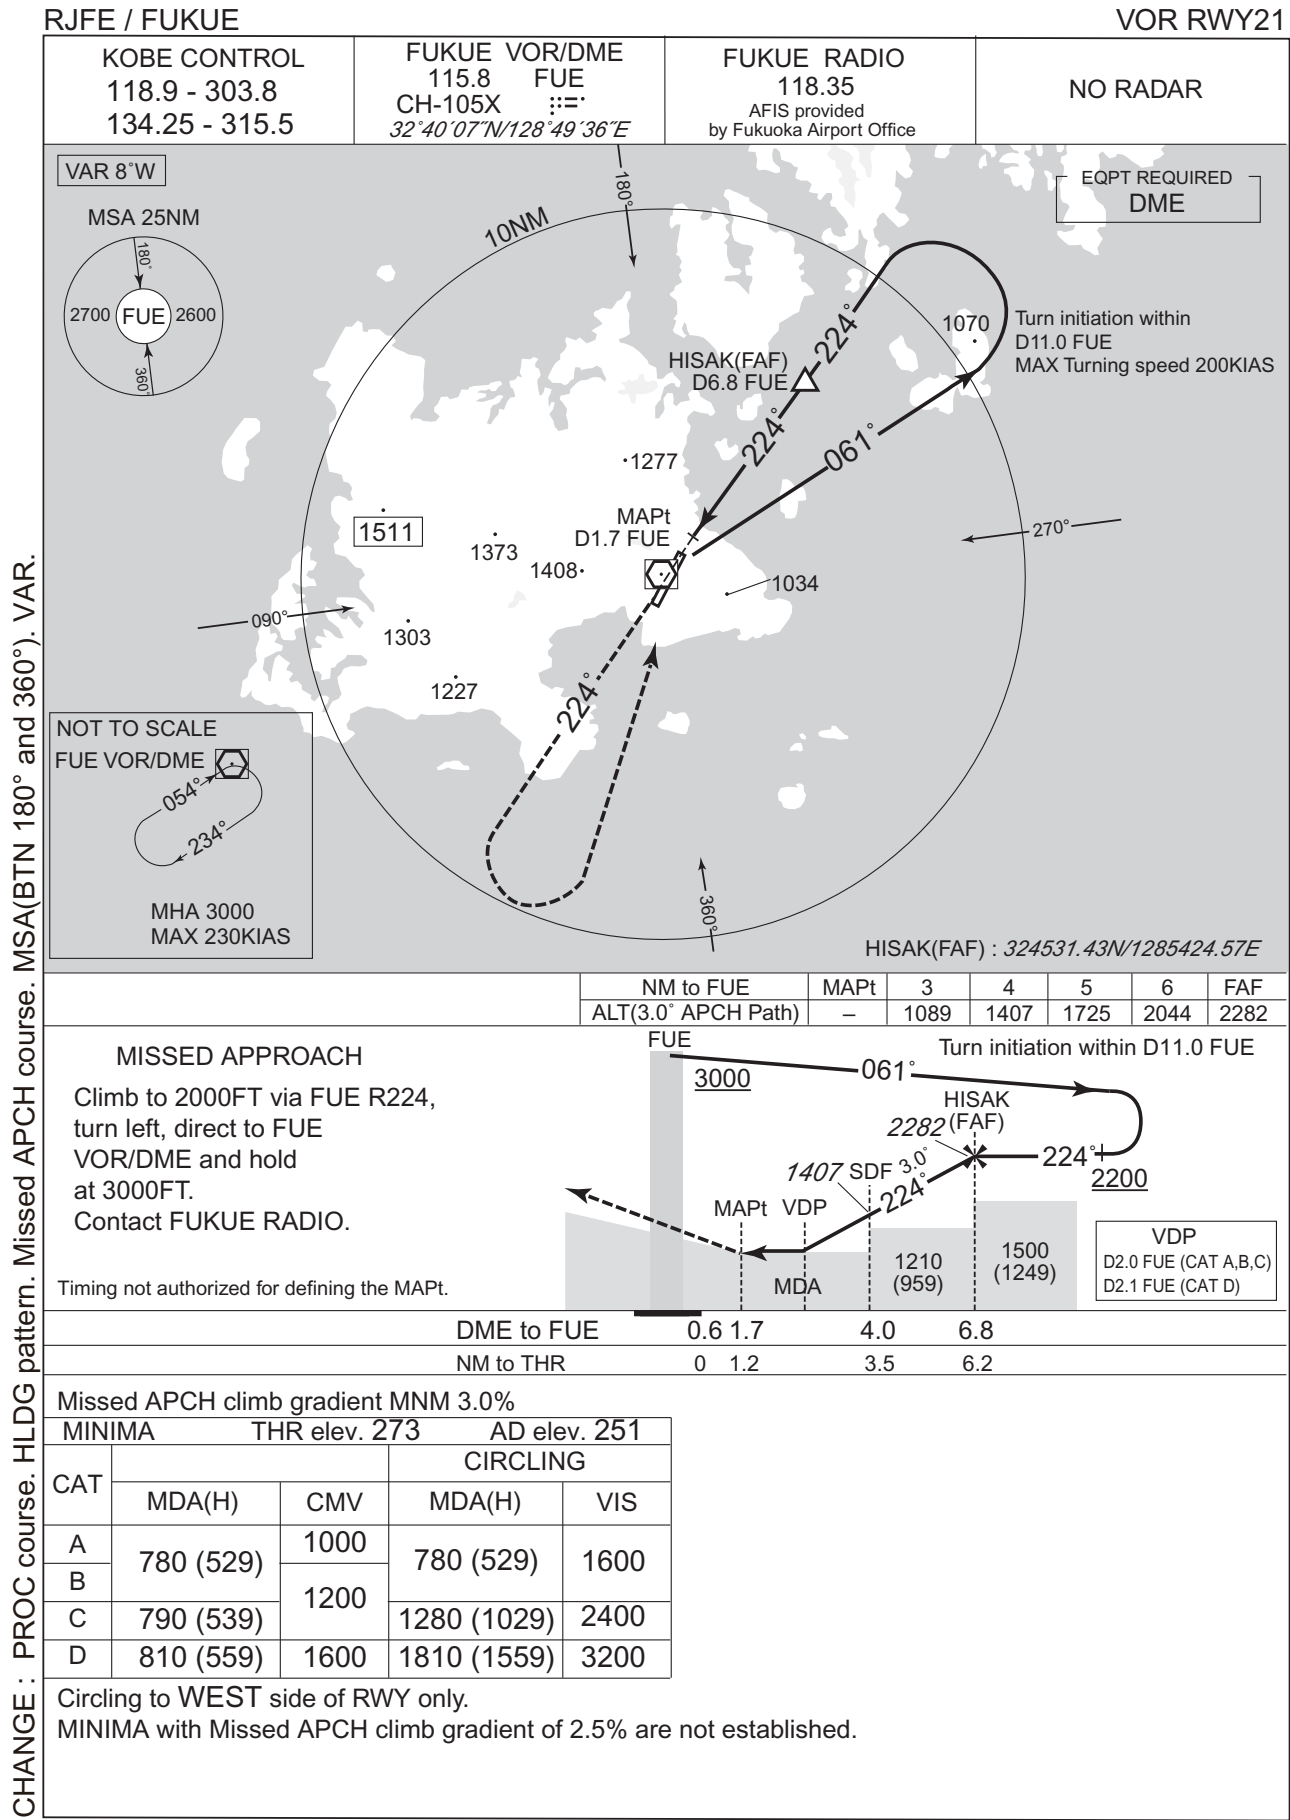 RJFE / FUKUE
VOR RWY21
KOBE CONTROL
118.9 - 303.8
134.25 - 315.5
FUKUE VOR/DME
115.8 FUE
CH-105X
32°40´07˝N/128°49´36˝E
FUKUE RADIO
118.35
AFIS provided
by Fukuoka Airport Office
NO RADAR
VAR 8°W
MSA 25NM
180°
2700
FUE
2600
360°
180°
10NM
EQPT REQUIRED
DME
224°
1070
Turn initiation within
D11.0 FUE
MAX Turning speed 200KIAS
HISAK(FAF)
D6.8 FUE
224°
061°
1277
1511
MAPt
D1.7 FUE
1373
1408
270°
1034
090°
1303
1227
224°
NOT TO SCALE
FUE VOR/DME
054°
234°
MHA 3000
MAX 230KIAS
360°
HISAK(FAF) : 324531.43N/1285424.57E
NM to FUE MAPt 3 4 5 6 FAF
ALT(3.0° APCH Path) – 1089 1407 1725 2044 2282
MISSED APPROACH
Climb to 2000FT via FUE R224,
turn left, direct to FUE
VOR/DME and hold
at 3000FT.
Contact FUKUE RADIO.
Timing not authorized for defining the MAPt.
FUE
Turn initiation within D11.0 FUE
3000
061°
HISAK
(FAF)
2282
224°
2200
1407 SDF 3.0°
224°
MAPt VDP
MDA
1210
(959)
1500
(1249)
VDP
D2.0 FUE (CAT A,B,C)
D2.1 FUE (CAT D)
DME to FUE 0.6 1.7 4.0 6.8
NM to THR 0 1.2 3.5 6.2
Missed APCH climb gradient MNM 3.0%
MINIMA THR elev. 273 AD elev. 251
CAT
CIRCLING
MDA(H) CMV MDA(H) VIS
A 780 (529) 1000 780 (529) 1600
B 1200
C 790 (539) 1280 (1029) 2400
D 810 (559) 1600 1810 (1559) 3200
Circling to WEST side of RWY only.
MINIMA with Missed APCH climb gradient of 2.5% are not established.
CHANGE : PROC course. HLDG pattern. Missed APCH course. MSA(BTN 180° and 360°). VAR.